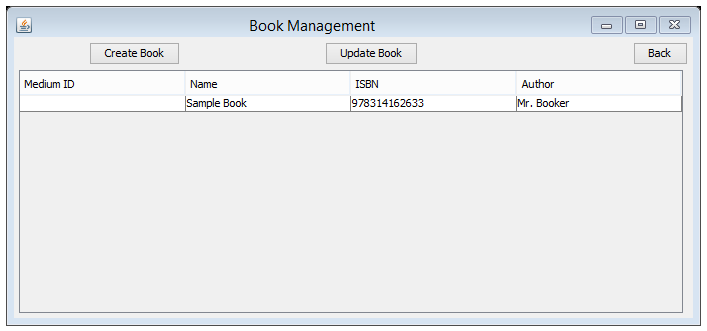 Book Management
Create Book Update Book Back
Medium ID Name ISBN Author
Sample Book 978314162633 Mr. Booker